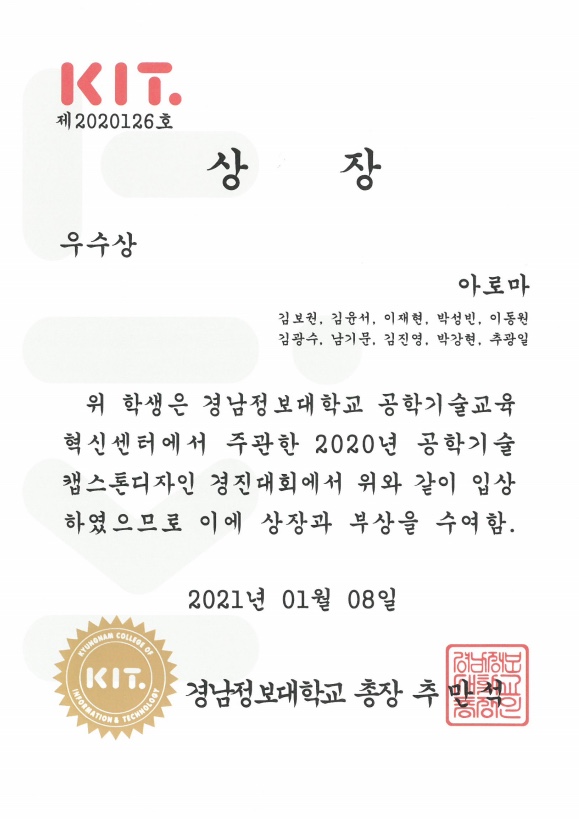 KIT.
제2020126호
상 장
우수상
아로마
김보권, 김윤서, 이재현, 박성빈, 이동원
김광수, 남기문, 김진영, 박강현, 추광일
위 학생은 경남정보대학교 공학기술교육
혁신센터에서 주관한 2020년 공학기술
캡스톤디자인 경진대회에서 위와 같이 입상
하였으므로 이에 상장과 부상을 수여함.
2021년 01월 08일
KYUNGNAM COLLEGE OF
KIT.
INFORMATION & TECHNOLOGY
경남정보대학교 총장 추만석